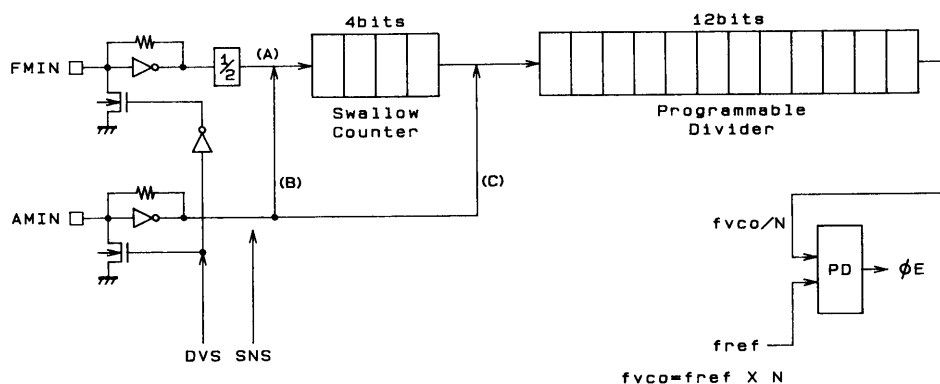 4bits
12bits
FMIN
1/2
(A)
Swallow
Counter
Programmable
Divider
(B)
(C)
AMIN
fvco/N
PD
ϕE
DVS SNS
fref
fvco=fref X N